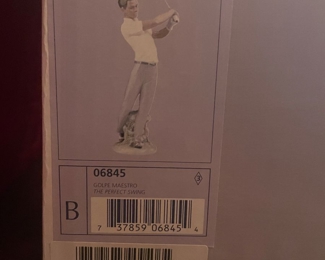 06845
GOLFE MAESTRO
THE PERFECT SWING
B
7 37859 06845 4